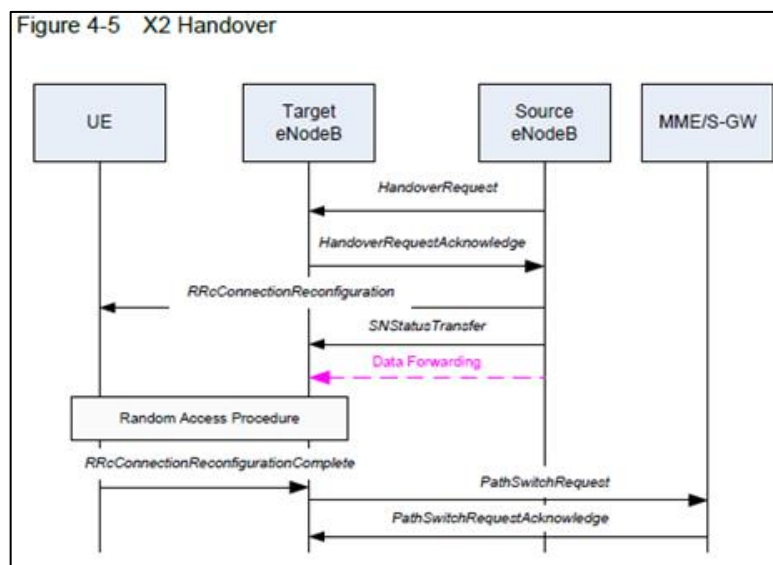 Figure 4-5 X2 Handover
UE
Target
eNodeB
Source
eNodeB
MME/S-GW
HandoverRequest
HandoverRequestAcknowledge
RRcConnectionReconfiguration
SNStatusTransfer
Data Forwarding
Random Access Procedure
RRcConnectionReconfigurationComplete
PathSwitchRequest
PathSwitchRequestAcknowledge